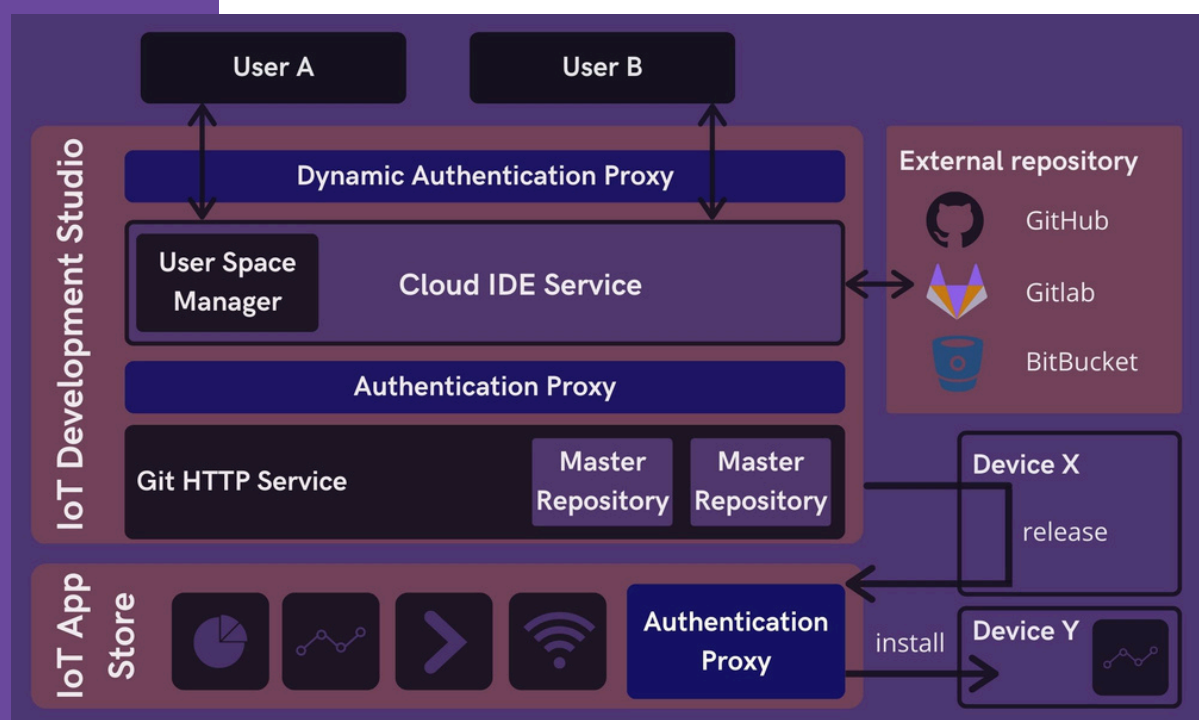 User A
User B
IoT Development Studio
Dynamic Authentication Proxy
User Space
Manager
Cloud IDE Service
Authentication Proxy
Git HTTP Service
Master
Repository
Master
Repository
External repository
GitHub
Gitlab
BitBucket
Device X
release
IoT App
Store
Authentication
Proxy
install
Device Y